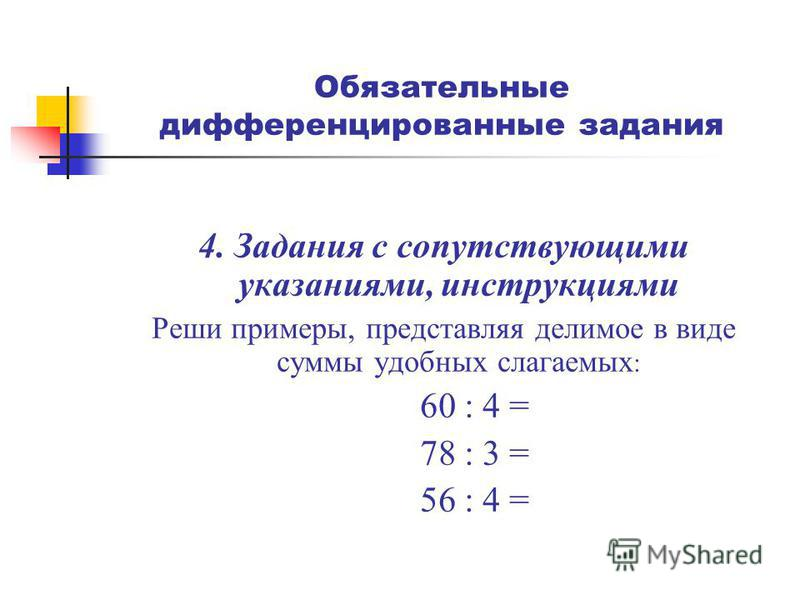 Обязательные
дифференцированные задания
4. Задания с сопутствующими
указаниями, инструкциями
Реши примеры, представляя делимое в виде
суммы удобных слагаемых:
60 : 4 =
78 : 3 =
56 : 4 =
MyShared